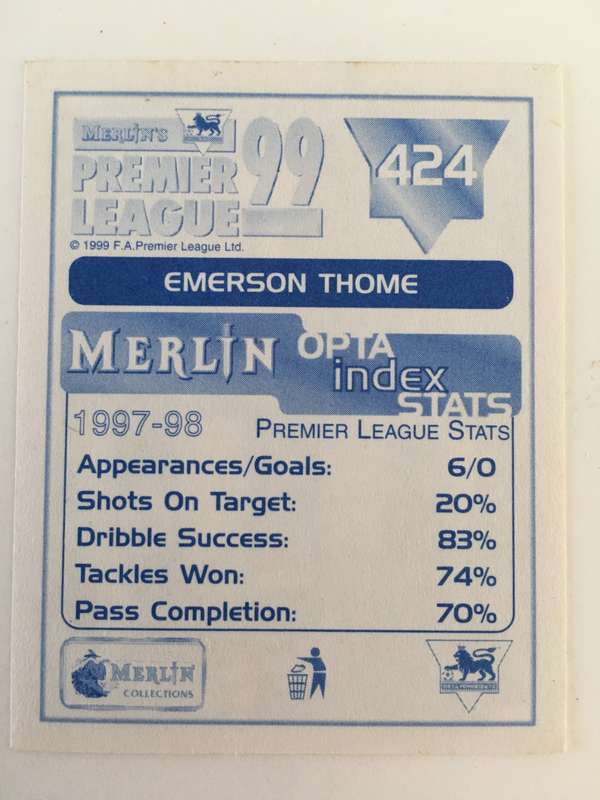 MERLIN'S
PREMIER
LEAGUE 99
© 1999 F.A.Premier League Ltd.
424
EMERSON THOME
MERLIN OPTA
index
STATS
1997-98 PREMIER LEAGUE STATS
Appearances/Goals: 6/0
Shots On Target: 20%
Dribble Success: 83%
Tackles Won: 74%
Pass Completion: 70%
MERLIN
COLLECTIONS